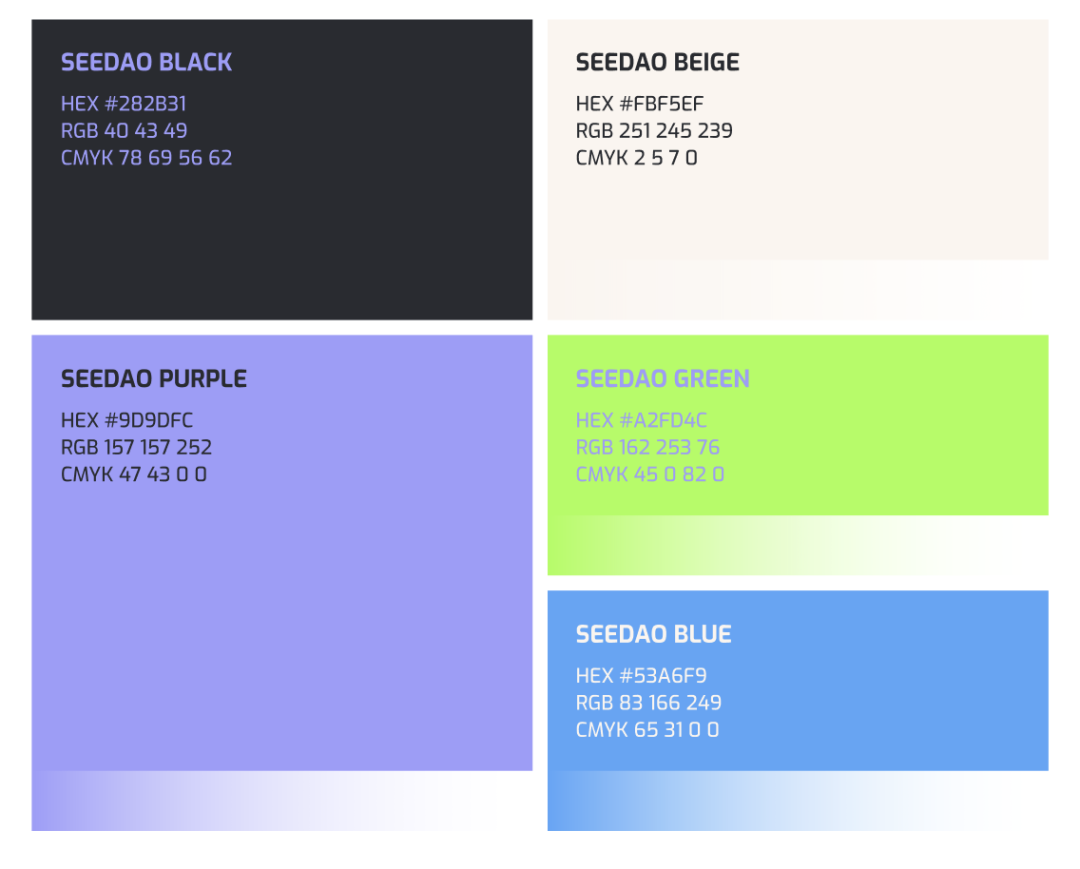 SEEDAO BLACK
HEX #282B31
RGB 40 43 49
CMYK 78 69 56 62
SEEDAO BEIGE
HEX #FBF5EF
RGB 251 245 239
CMYK 2 5 7 0
SEEDAO PURPLE
HEX #9D9DFC
RGB 157 157 252
CMYK 47 43 0 0
SEEDAO GREEN
HEX #A2FD4C
RGB 162 253 76
CMYK 45 0 82 0
SEEDAO BLUE
HEX #53A6F9
RGB 83 166 249
CMYK 65 31 0 0